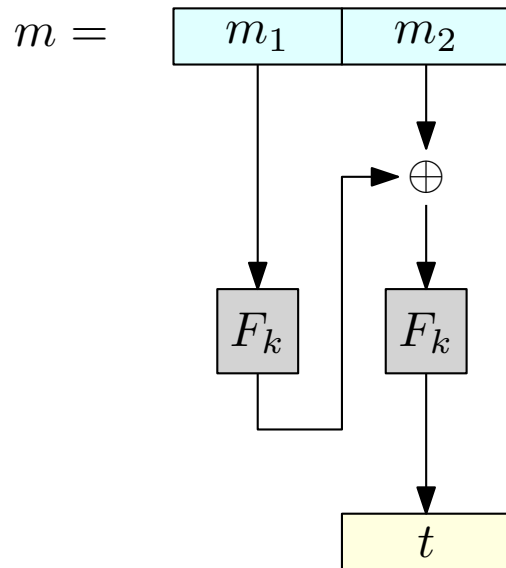 m = m₁ m₂
⊕
Fₖ Fₖ
t